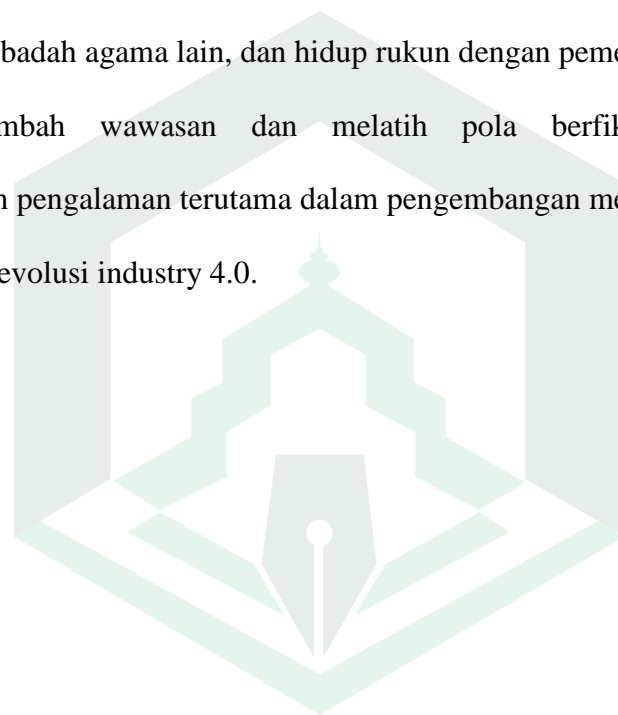 badah agama lain, dan hidup rukun dengan peme
mbah wawasan dan melatih pola berfik
n pengalaman terutama dalam pengembangan me
evolusi industry 4.0.